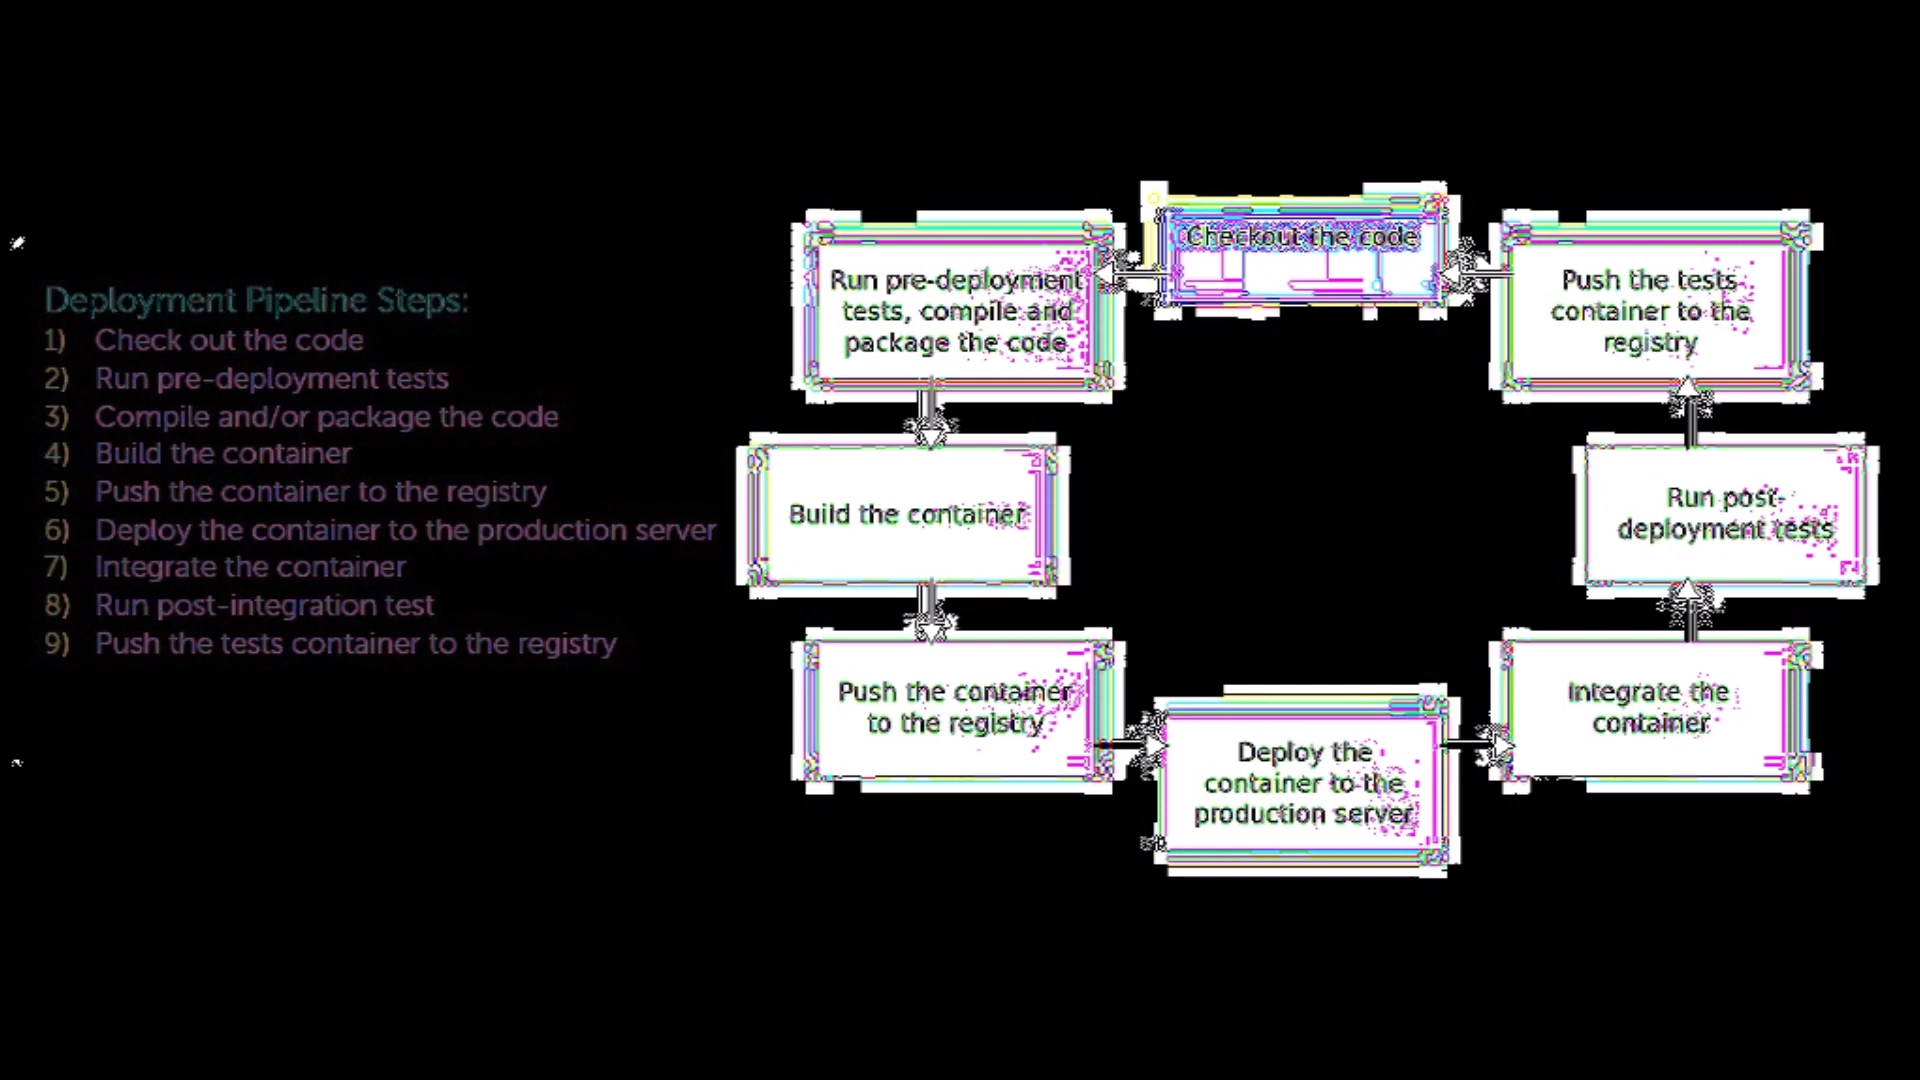 Deployment Pipeline Steps:
1) Check out the code
2) Run pre-deployment tests
3) Compile and/or package the code
4) Build the container
5) Push the container to the registry
6) Deploy the container to the production server
7) Integrate the container
8) Run post-integration test
9) Push the tests container to the registry
Checkout the code
Run pre-deployment
tests, compile and
package the code
Build the container
Push the container
to the registry
Deploy the
container to the
production server
Integrate the
container
Run post-
deployment tests
Push the tests
container to the
registry